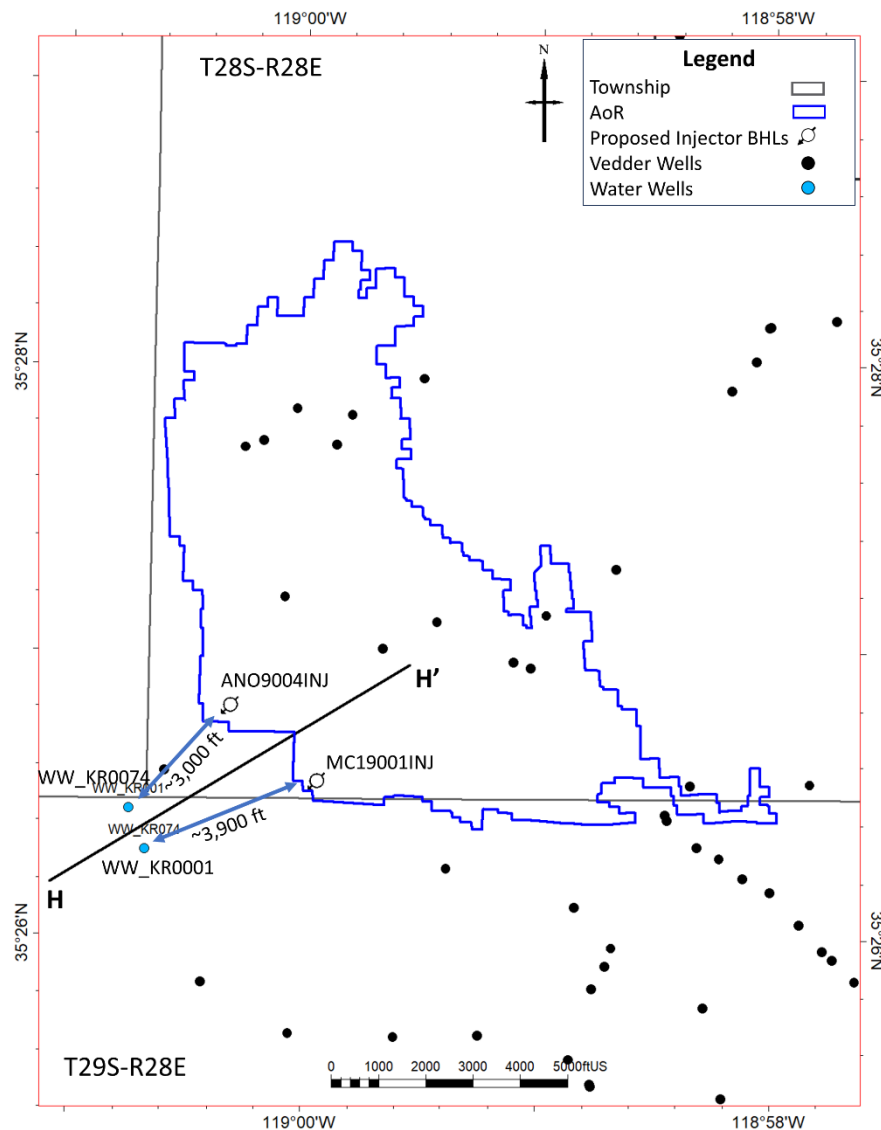 119°00'W
118°58'W
T28S-R28E
N
Legend
Township
AoR
Proposed Injector BHLs
Vedder Wells
Water Wells
35°28'N
35°28'N
ANO9004INJ
H'
~3,000 ft
MC19001INJ
WW_KR0074
WW_KR001
WW_KR074
~3,900 ft
WW_KR0001
H
35°26'N
35°26'N
T29S-R28E
0 1000 2000 3000 4000 5000ftUS
119°00'W
118°58'W